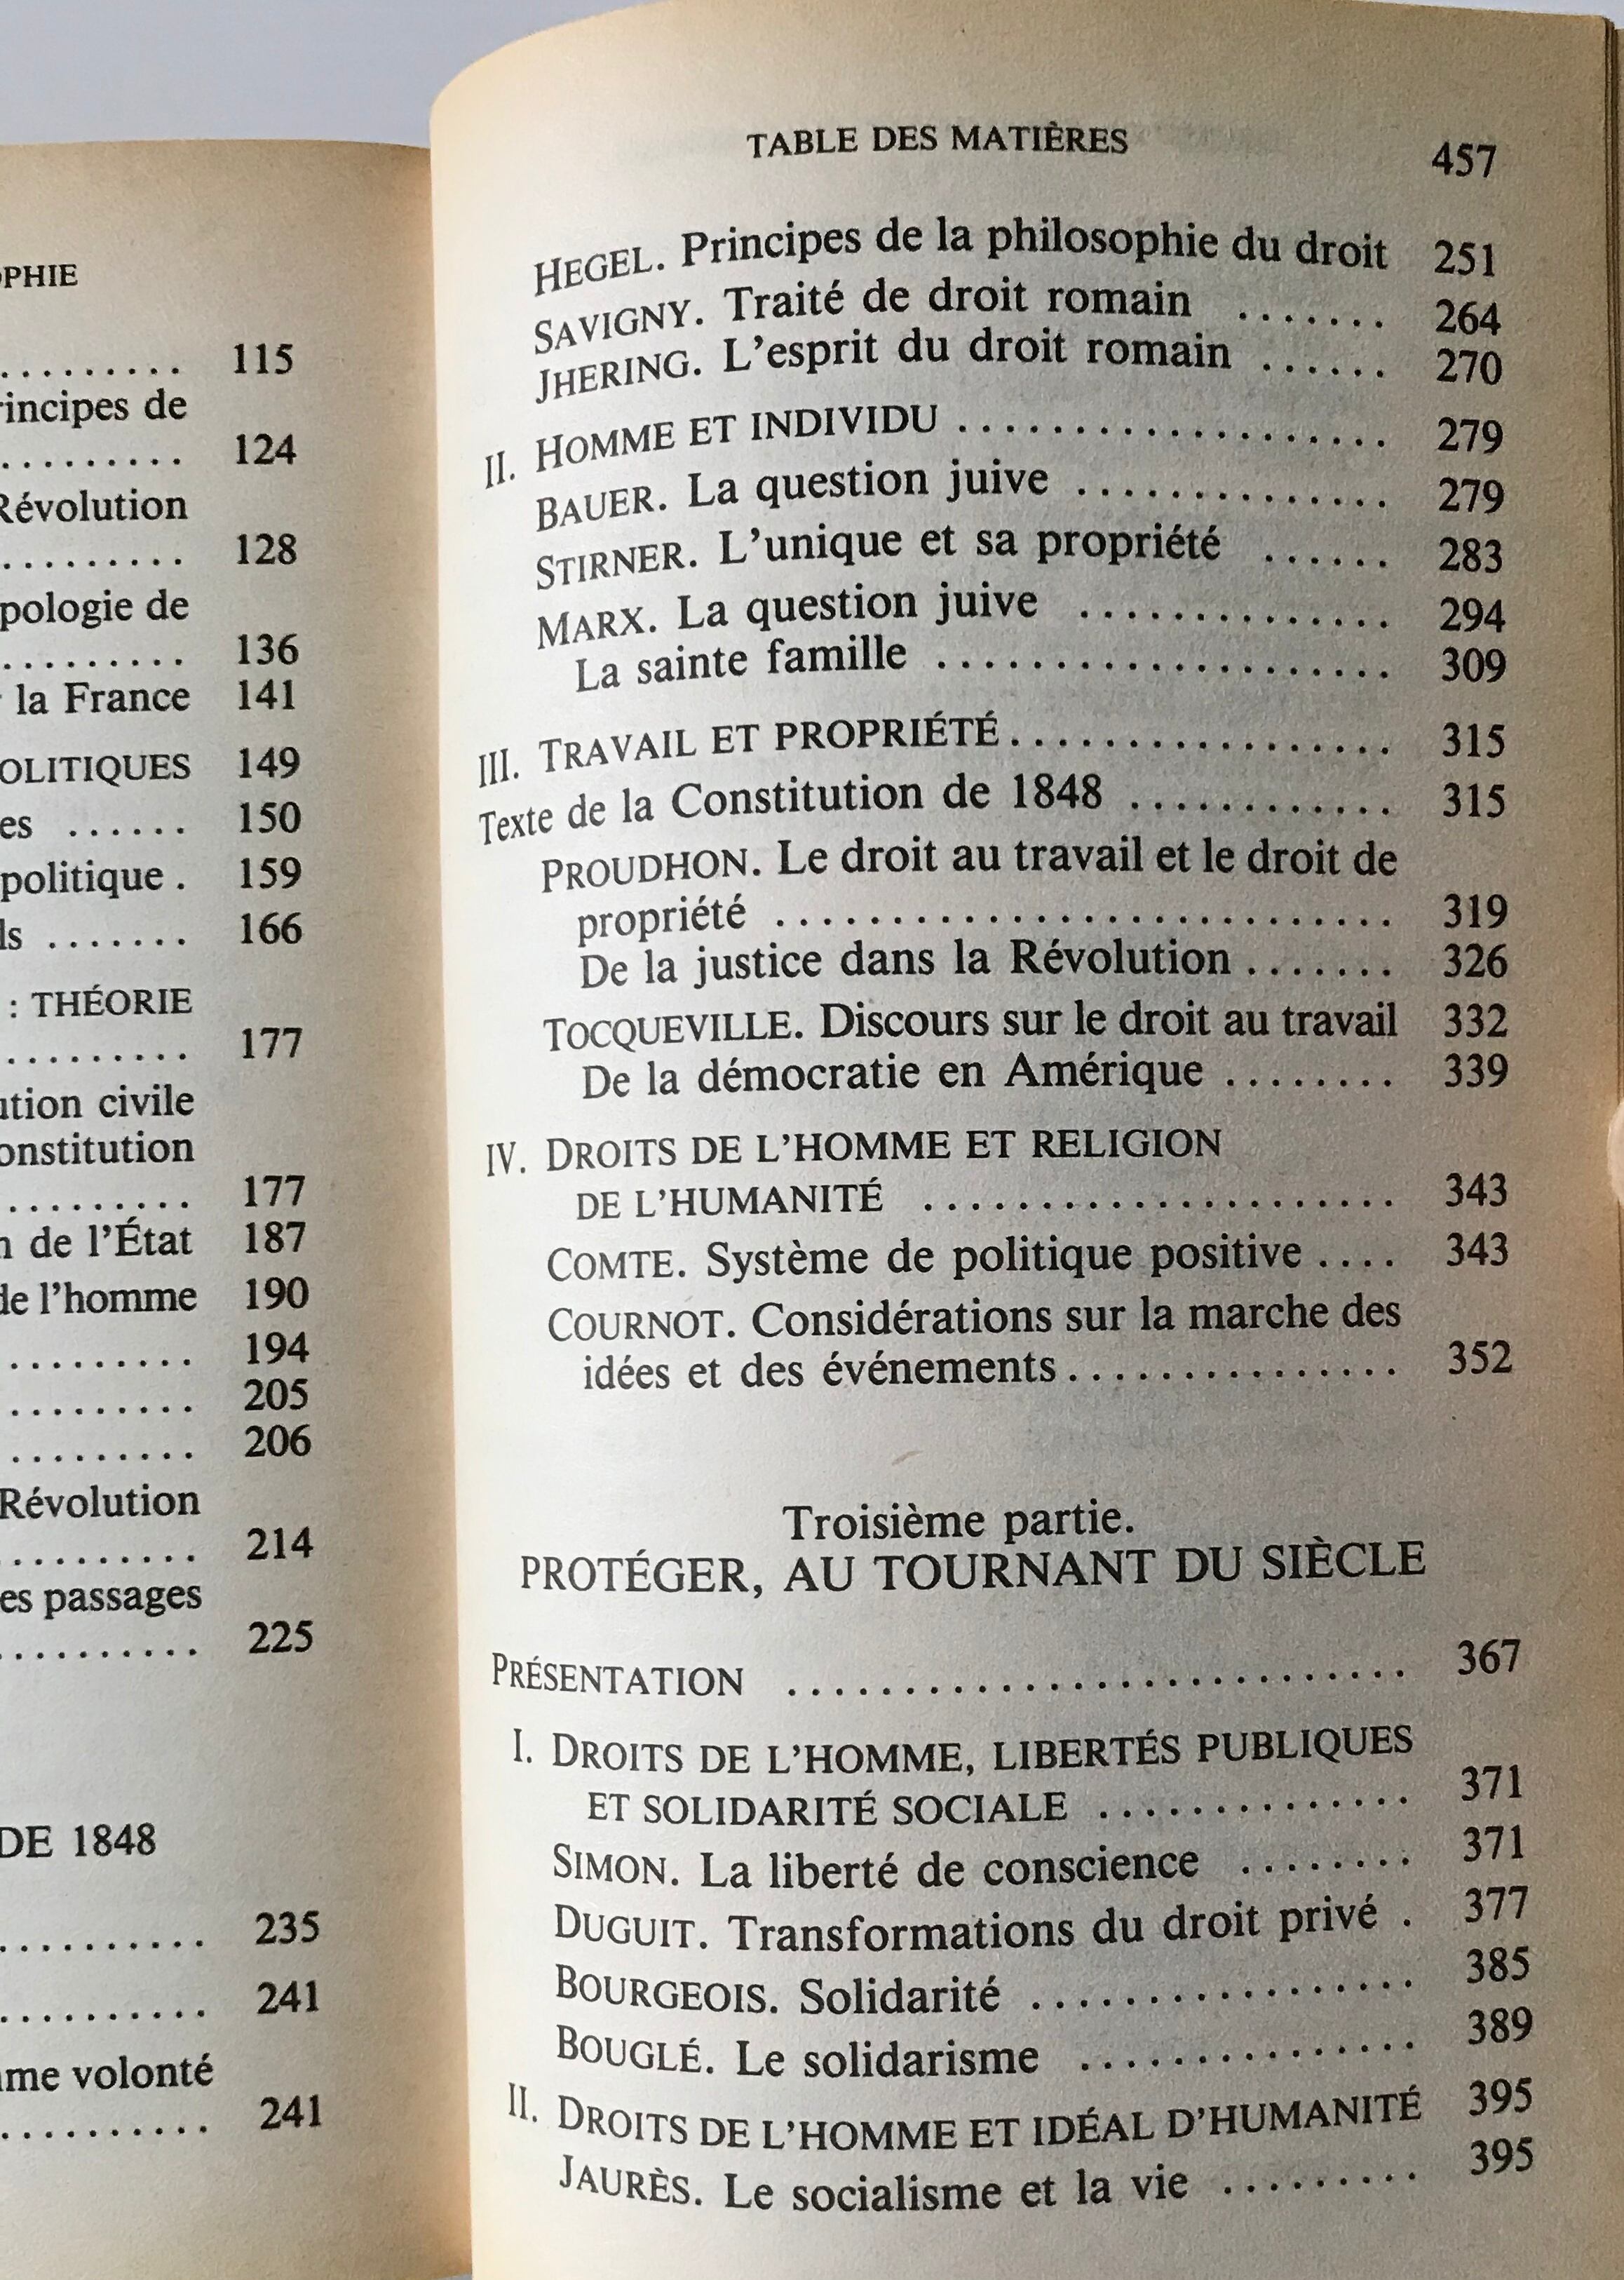 PHIE
......... 115
incipes de
......... 124
Révolution
......... 128
pologie de
......... 136
la France 141
OLITIQUES 149
es ...... 150
politique . 159
ls ....... 166
: THÉORIE
......... 177
tion civile
onstitution
......... 177
de l'État 187
de l'homme 190
......... 194
......... 205
......... 206
Révolution
.......... 214
es passages
.......... 225
DE 1848
.......... 235
.......... 241
me volonté
.......... 241
TABLE DES MATIÈRES 457
HEGEL. Principes de la philosophie du droit 251
SAVIGNY. Traité de droit romain ....... 264
JHERING. L'esprit du droit romain ...... 270
II. HOMME ET INDIVIDU ................... 279
BAUER. La question juive .............. 279
STIRNER. L'unique et sa propriété ...... 283
MARX. La question juive .............. 294
La sainte famille .................... 309
III. TRAVAIL ET PROPRIÉTÉ ................. 315
Texte de la Constitution de 1848 ............ 315
PROUDHON. Le droit au travail et le droit de
propriété ........................... 319
De la justice dans la Révolution ....... 326
TOCQUEVILLE. Discours sur le droit au travail 332
De la démocratie en Amérique ........ 339
IV. DROITS DE L'HOMME ET RELIGION
DE L'HUMANITÉ ..................... 343
COMTE. Système de politique positive .... 343
COURNOT. Considérations sur la marche des
idées et des événements ............... 352
Troisième partie.
PROTÉGER, AU TOURNANT DU SIÈCLE
PRÉSENTATION ........................... 367
I. DROITS DE L'HOMME, LIBERTÉS PUBLIQUES
ET SOLIDARITÉ SOCIALE .............. 371
SIMON. La liberté de conscience ........ 371
DUGUIT. Transformations du droit privé . 377
BOURGEOIS. Solidarité ................. 385
BOUGLÉ. Le solidarisme ............... 389
II. DROITS DE L'HOMME ET IDÉAL D'HUMANITÉ 395
JAURÈS. Le socialisme et la vie ......... 395